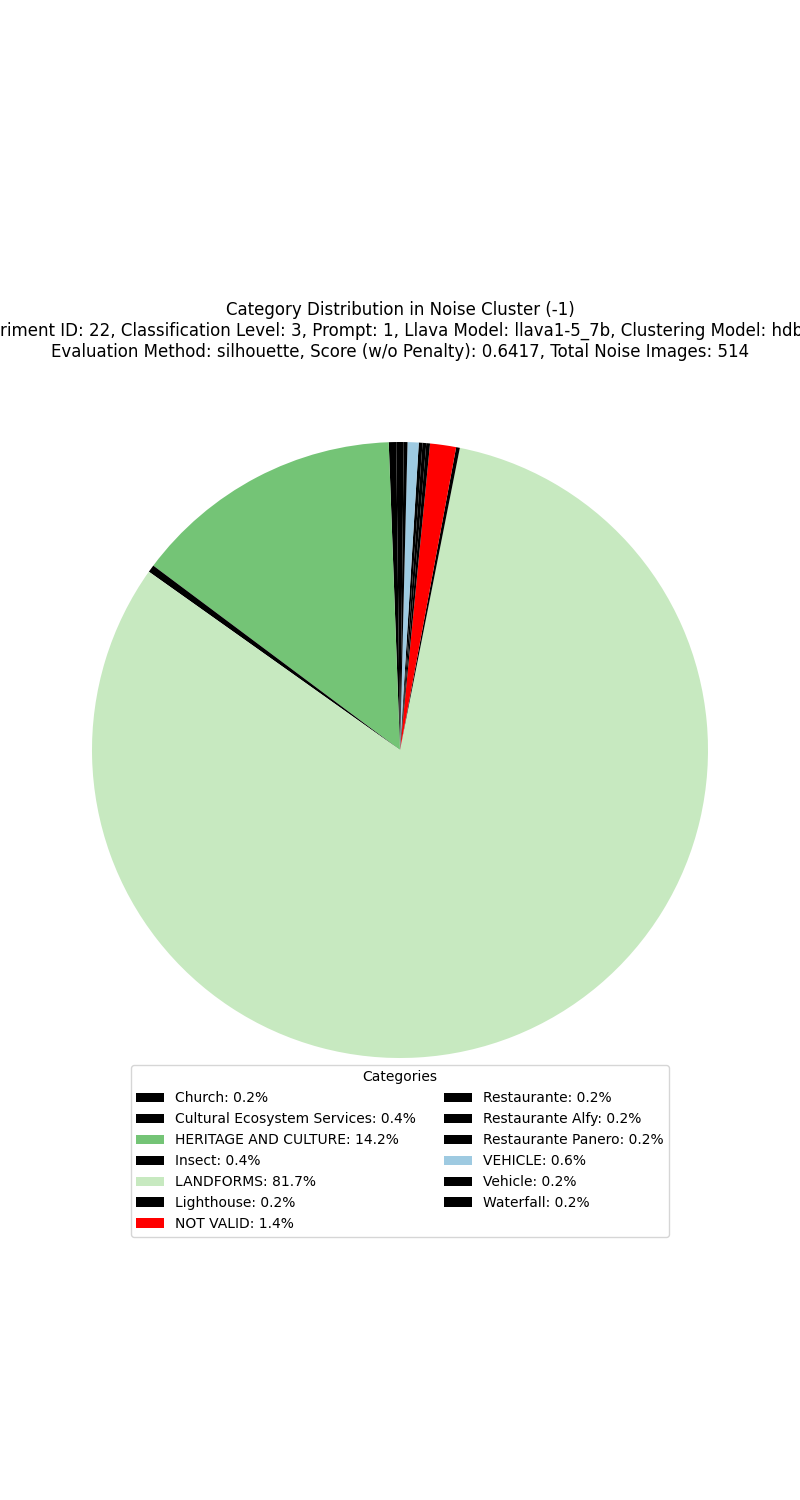 Category Distribution in Noise Cluster (-1)
riment ID: 22, Classification Level: 3, Prompt: 1, Llava Model: llava1-5_7b, Clustering Model: hdb
Evaluation Method: silhouette, Score (w/o Penalty): 0.6417, Total Noise Images: 514
Categories
Church: 0.2%
Cultural Ecosystem Services: 0.4%
HERITAGE AND CULTURE: 14.2%
Insect: 0.4%
LANDFORMS: 81.7%
Lighthouse: 0.2%
NOT VALID: 1.4%
Restaurante: 0.2%
Restaurante Alfy: 0.2%
Restaurante Panero: 0.2%
VEHICLE: 0.6%
Vehicle: 0.2%
Waterfall: 0.2%